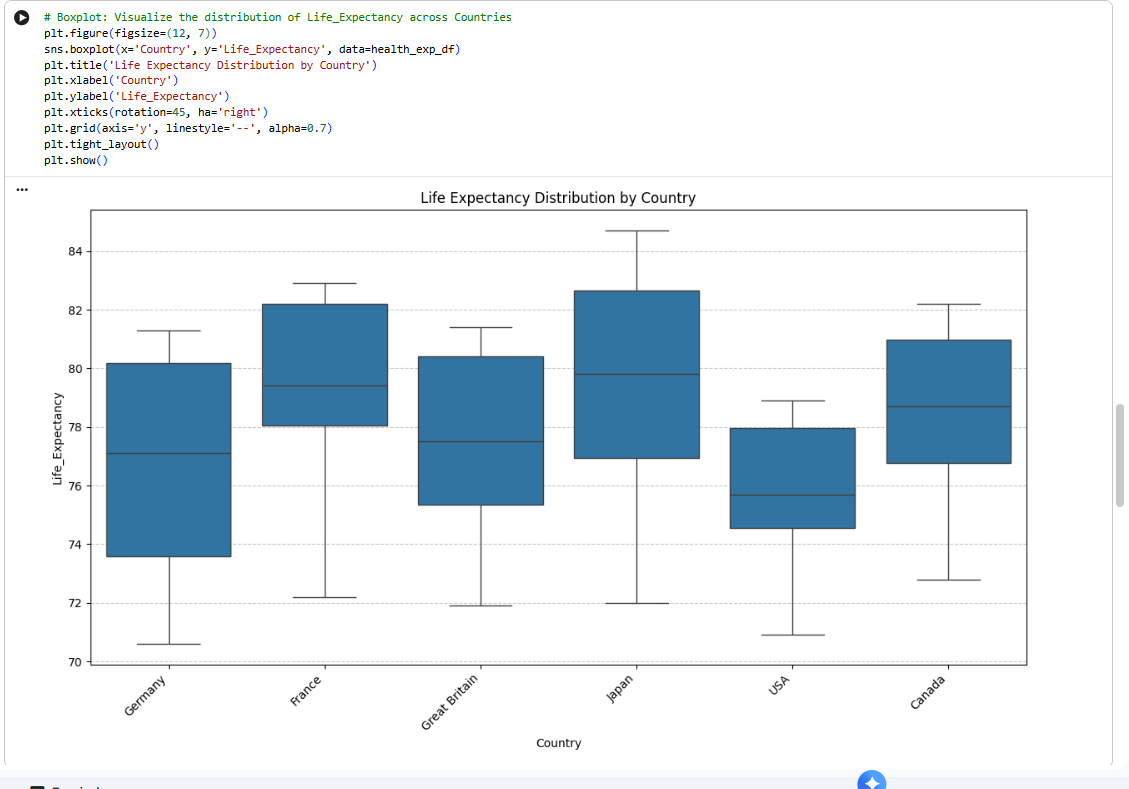 # Boxplot: Visualize the distribution of Life_Expectancy across Countries
plt.figure(figsize=(12, 7))
sns.boxplot(x='Country', y='Life_Expectancy', data=health_exp_df)
plt.title('Life Expectancy Distribution by Country')
plt.xlabel('Country')
plt.ylabel('Life_Expectancy')
plt.xticks(rotation=45, ha='right')
plt.grid(axis='y', linestyle='--', alpha=0.7)
plt.tight_layout()
plt.show()
Life Expectancy Distribution by Country
84
82
80
78
76
74
72
70
Life_Expectancy
Germany
France
Great Britain
Japan
USA
Canada
Country